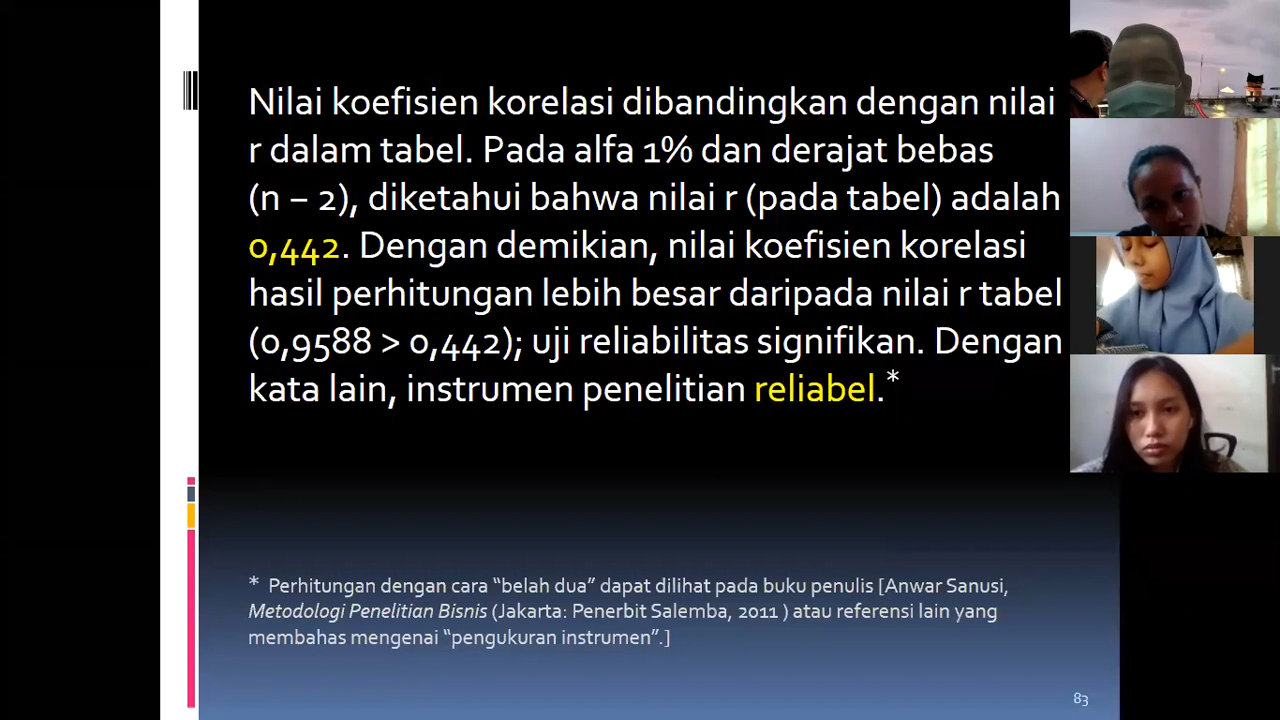 Nilai koefisien korelasi dibandingkan dengan nilai
r dalam tabel. Pada alfa 1% dan derajat bebas
(n – 2), diketahui bahwa nilai r (pada tabel) adalah
0,442. Dengan demikian, nilai koefisien korelasi
hasil perhitungan lebih besar daripada nilai r tabel
(0,9588 > 0,442); uji reliabilitas signifikan. Dengan
kata lain, instrumen penelitian reliabel.*
* Perhitungan dengan cara “belah dua” dapat dilihat pada buku penulis [Anwar Sanusi,
Metodologi Penelitian Bisnis (Jakarta: Penerbit Salemba, 2011 ) atau referensi lain yang
membahas mengenai “pengukuran instrumen”.]
83